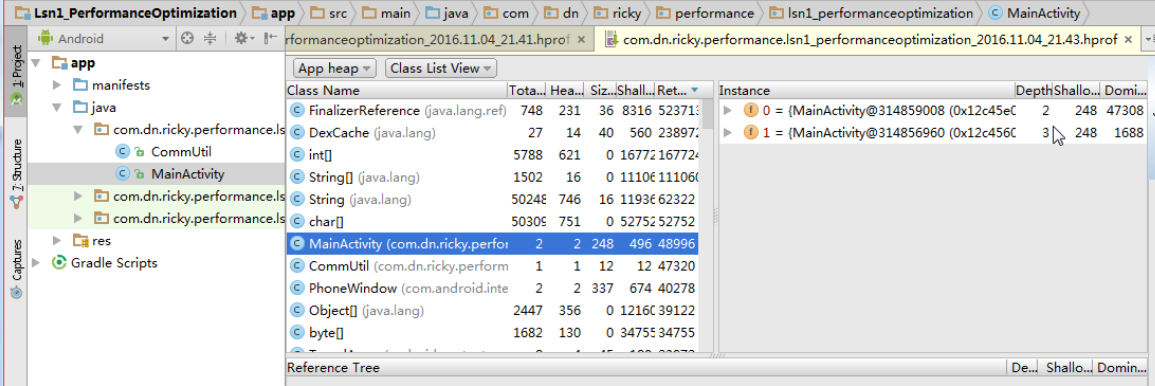 Lsn1_PerformanceOptimization app src main java com dn ricky performance lsn1_performanceoptimization MainActivity
Android
rformanceoptimization_2016.11.04_21.41.hprof × com.dn.ricky.performance.lsn1_performanceoptimization_2016.11.04_21.43.hprof ×
1: Project
7: Structure
Captures
app
manifests
java
com.dn.ricky.performance.ls
CommUtil
MainActivity
com.dn.ricky.performance.ls
com.dn.ricky.performance.ls
res
Gradle Scripts
App heap Class List View
Class Name Tota... Hea... Siz... Shall... Ret...
FinalizerReference (java.lang.ref) 748 231 36 8316 523713
DexCache (java.lang) 27 14 40 560 238972
int[] 5788 621 0 16772 167724
String[] (java.lang) 1502 16 0 11106 111060
String (java.lang) 50248 746 16 11936 62322
char[] 50309 751 0 52752 52752
MainActivity (com.dn.ricky.perfor 2 2 248 496 48996
CommUtil (com.dn.ricky.perform 1 1 12 12 47320
PhoneWindow (com.android.inte 2 2 337 674 40278
Object[] (java.lang) 2447 356 0 12160 39122
byte[] 1682 130 0 34755 34755
Instance Depth Shallo... Domi...
0 = {MainActivity@314859008 (0x12c45e0 2 248 47308
1 = {MainActivity@314856960 (0x12c4560 3 248 1688
Reference Tree De... Shallo... Domin...